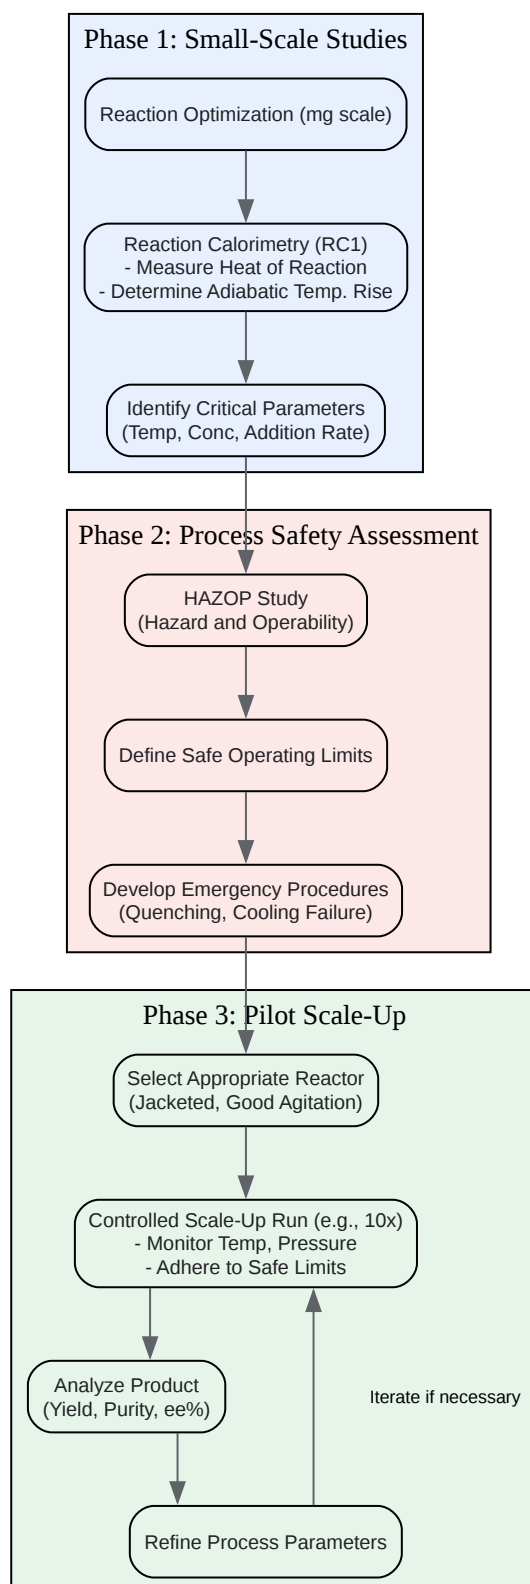 Phase 1: Small-Scale Studies
Reaction Optimization (mg scale)
Reaction Calorimetry (RC1)
- Measure Heat of Reaction
- Determine Adiabatic Temp. Rise
Identify Critical Parameters
(Temp, Conc, Addition Rate)
Phase 2: Process Safety Assessment
HAZOP Study
(Hazard and Operability)
Define Safe Operating Limits
Develop Emergency Procedures
(Quenching, Cooling Failure)
Phase 3: Pilot Scale-Up
Select Appropriate Reactor
(Jacketed, Good Agitation)
Controlled Scale-Up Run (e.g., 10x)
- Monitor Temp, Pressure
- Adhere to Safe Limits
Analyze Product
(Yield, Purity, ee%)
Iterate if necessary
Refine Process Parameters